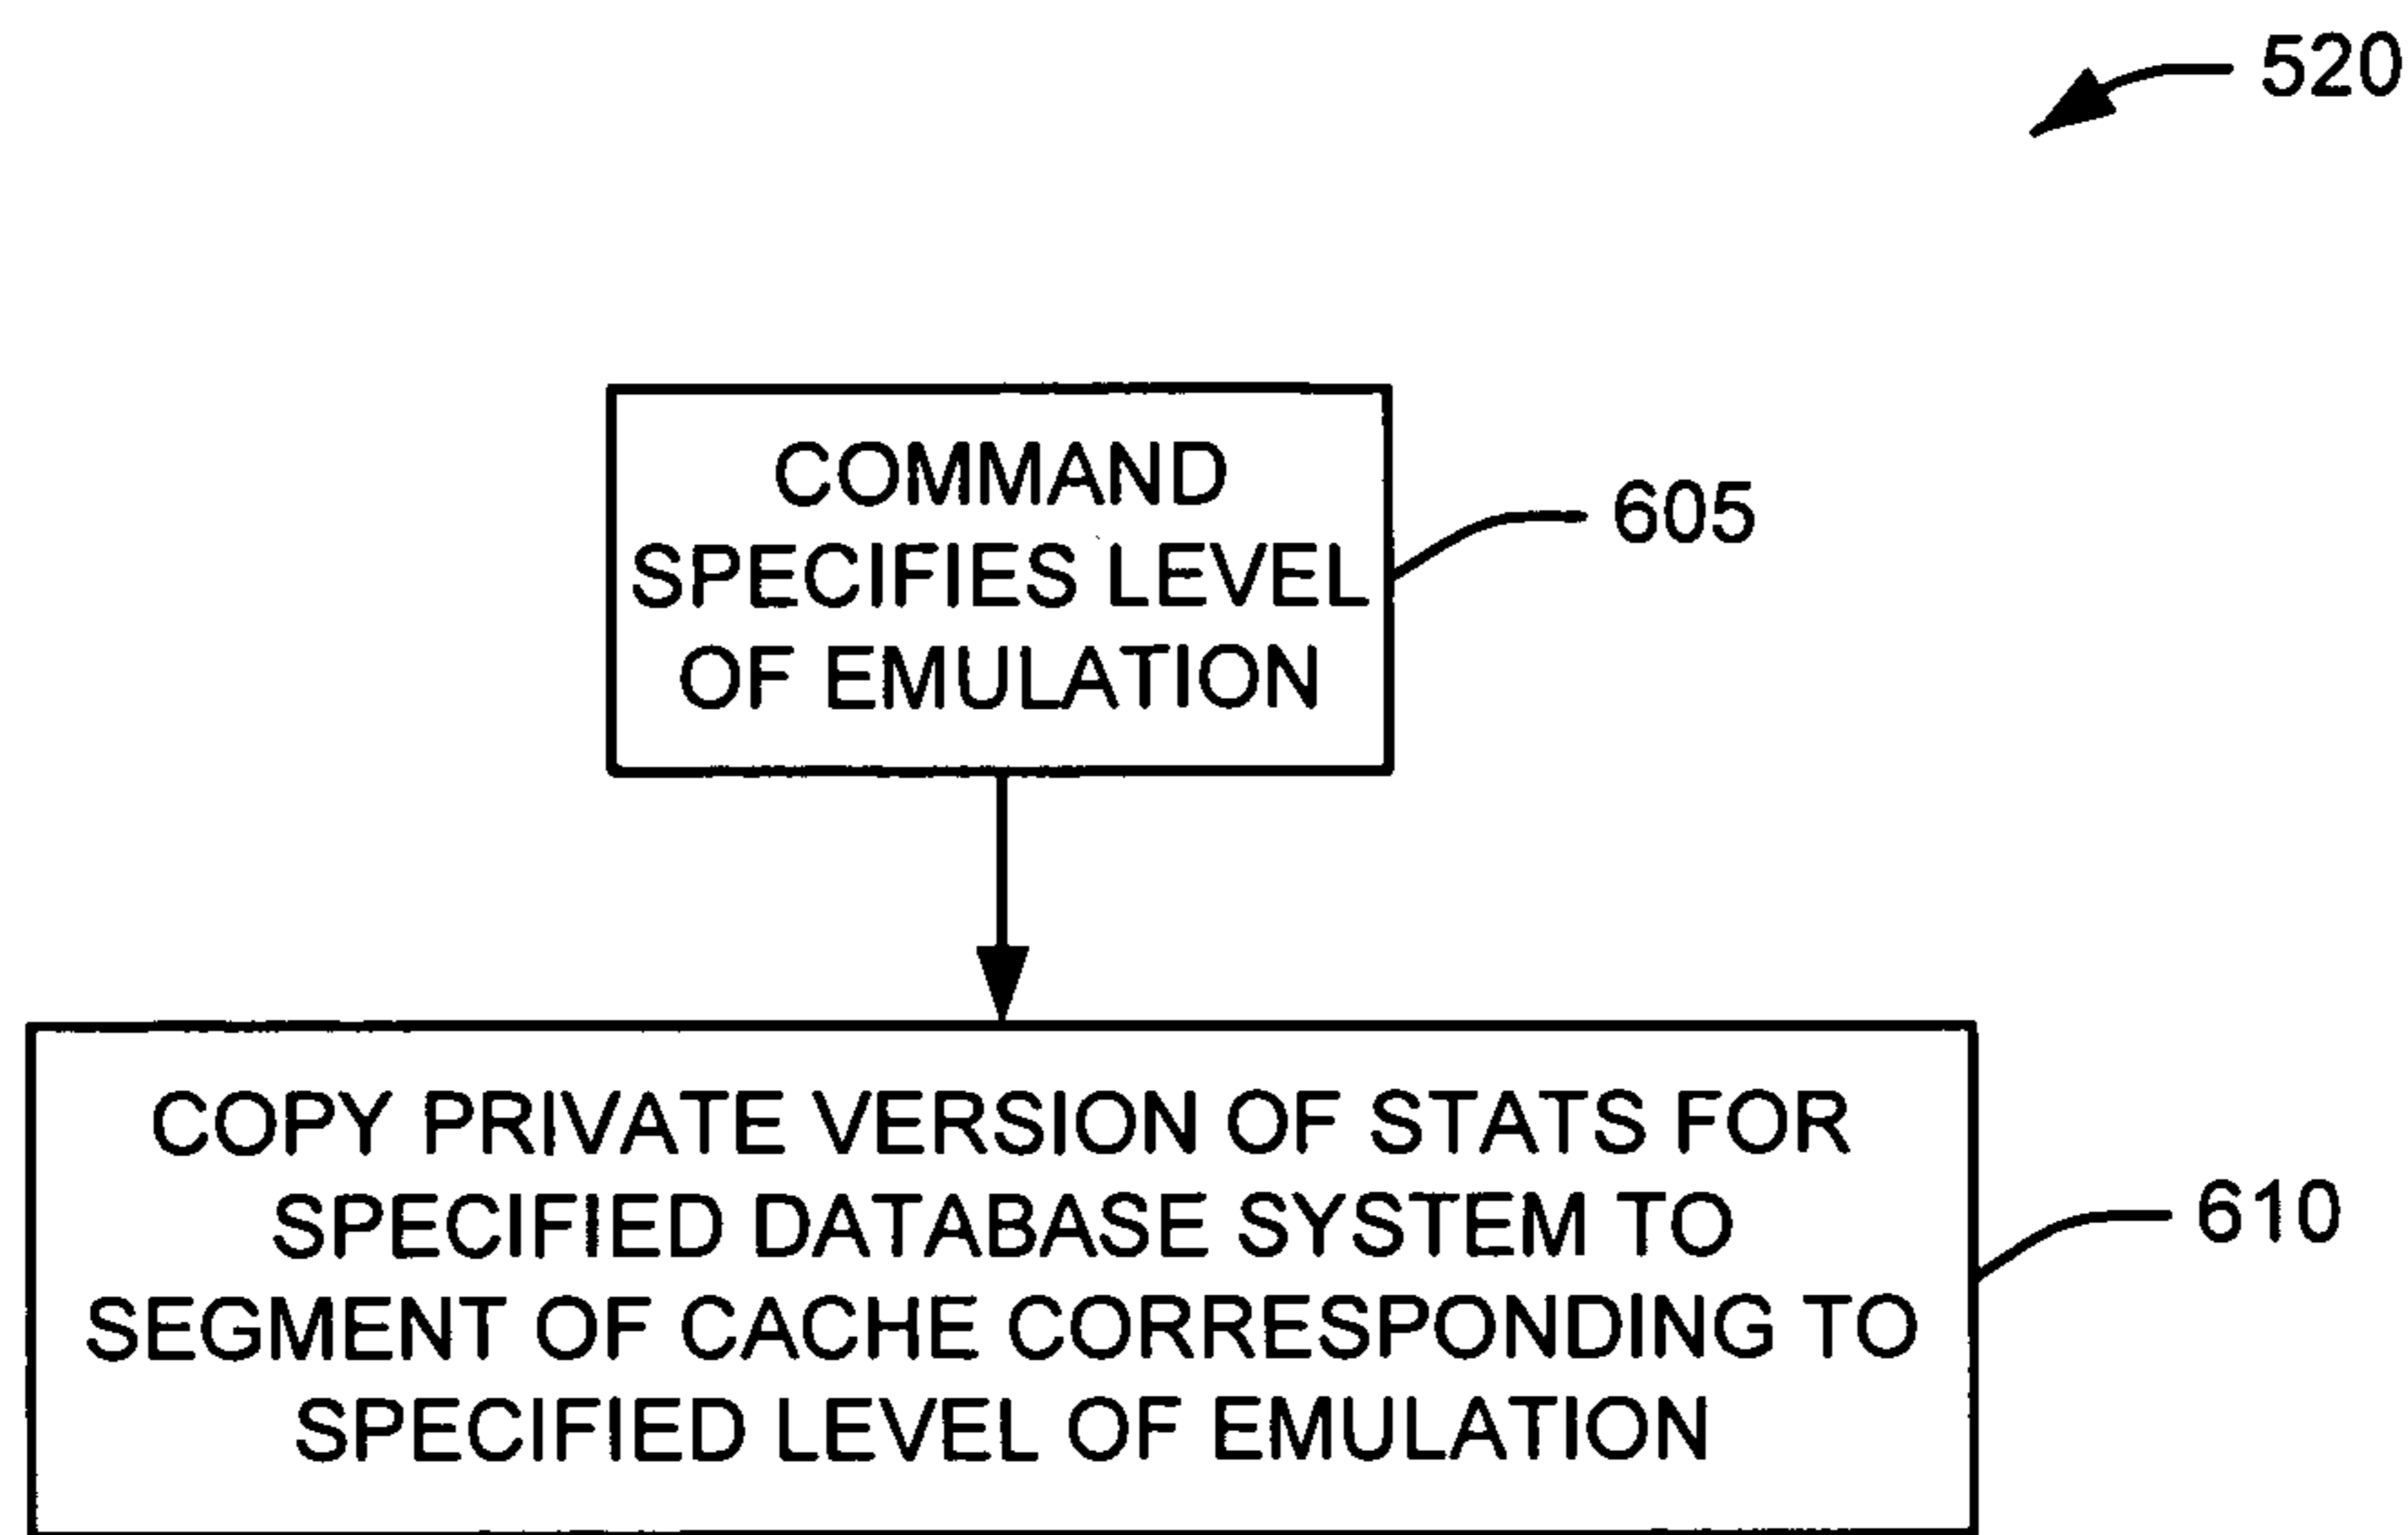 520
COMMAND
SPECIFIES LEVEL
OF EMULATION
605
COPY PRIVATE VERSION OF STATS FOR
SPECIFIED DATABASE SYSTEM TO
SEGMENT OF CACHE CORRESPONDING TO
SPECIFIED LEVEL OF EMULATION
610